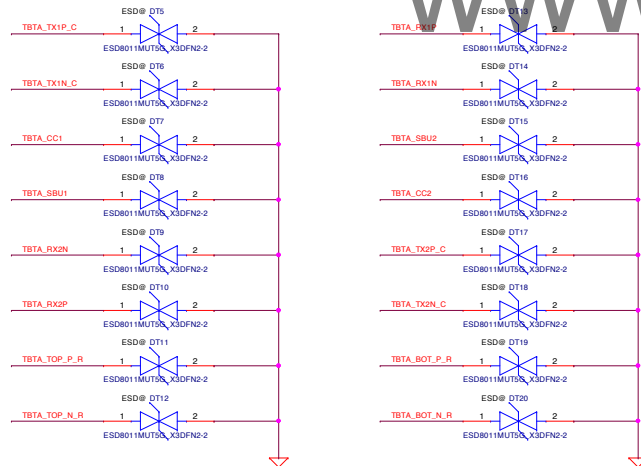 ESD@ DT5
TBTA_TX1P_C 1 2
ESD8011MUT5G_X3DFN2-2
ESD@ DT6
TBTA_TX1N_C 1 2
ESD8011MUT5G_X3DFN2-2
ESD@ DT7
TBTA_CC1 1 2
ESD8011MUT5G_X3DFN2-2
ESD@ DT8
TBTA_SBU1 1 2
ESD8011MUT5G_X3DFN2-2
ESD@ DT9
TBTA_RX2N 1 2
ESD8011MUT5G_X3DFN2-2
ESD@ DT10
TBTA_RX2P 1 2
ESD8011MUT5G_X3DFN2-2
ESD@ DT11
TBTA_TOP_P_R 1 2
ESD8011MUT5G_X3DFN2-2
ESD@ DT12
TBTA_TOP_N_R 1 2
ESD8011MUT5G_X3DFN2-2
WWW
ESD@ DT13
TBTA_RX1P 1 2
ESD8011MUT5G_X3DFN2-2
ESD@ DT14
TBTA_RX1N 1 2
ESD8011MUT5G_X3DFN2-2
ESD@ DT15
TBTA_SBU2 1 2
ESD8011MUT5G_X3DFN2-2
ESD@ DT16
TBTA_CC2 1 2
ESD8011MUT5G_X3DFN2-2
ESD@ DT17
TBTA_TX2P_C 1 2
ESD8011MUT5G_X3DFN2-2
ESD@ DT18
TBTA_TX2N_C 1 2
ESD8011MUT5G_X3DFN2-2
ESD@ DT19
TBTA_BOT_P_R 1 2
ESD8011MUT5G_X3DFN2-2
ESD@ DT20
TBTA_BOT_N_R 1 2
ESD8011MUT5G_X3DFN2-2